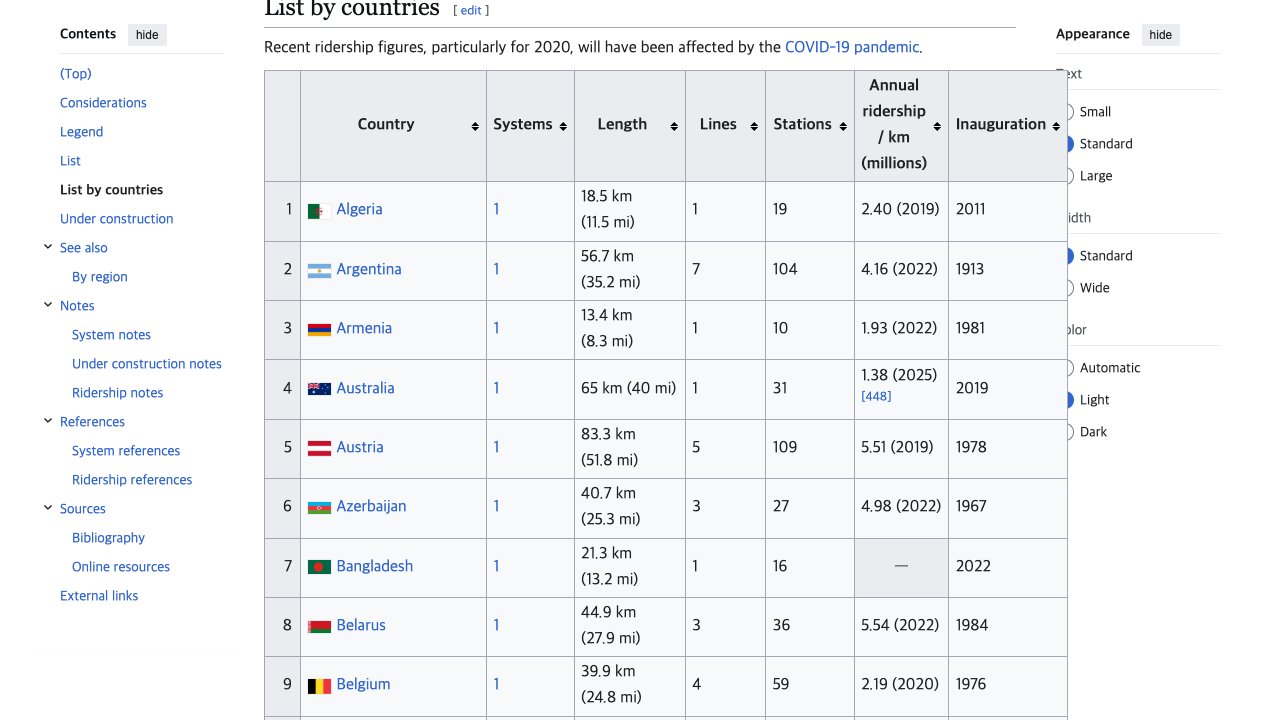 Contents hide
(Top)
Considerations
Legend
List
List by countries
Under construction
See also
By region
Notes
System notes
Under construction notes
Ridership notes
References
System references
Ridership references
Sources
Bibliography
Online resources
External links
List by countries [ edit ]
Recent ridership figures, particularly for 2020, will have been affected by the COVID-19 pandemic.
Country Systems Length Lines Stations Annual ridership / km (millions) Inauguration
1 Algeria 1 18.5 km (11.5 mi) 1 19 2.40 (2019) 2011
2 Argentina 1 56.7 km (35.2 mi) 7 104 4.16 (2022) 1913
3 Armenia 1 13.4 km (8.3 mi) 1 10 1.93 (2022) 1981
4 Australia 1 65 km (40 mi) 1 31 1.38 (2025) [448] 2019
5 Austria 1 83.3 km (51.8 mi) 5 109 5.51 (2019) 1978
6 Azerbaijan 1 40.7 km (25.3 mi) 3 27 4.98 (2022) 1967
7 Bangladesh 1 21.3 km (13.2 mi) 1 16 — 2022
8 Belarus 1 44.9 km (27.9 mi) 3 36 5.54 (2022) 1984
9 Belgium 1 39.9 km (24.8 mi) 4 59 2.19 (2020) 1976
Appearance hide
Small
Standard
Large
Standard
Wide
Automatic
Light
Dark